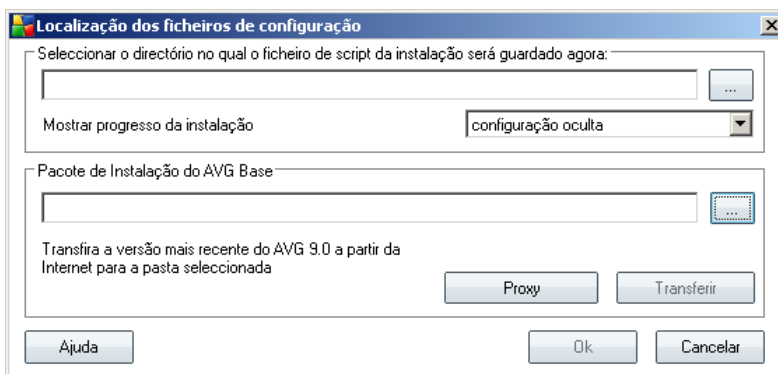 Localização dos ficheiros de configuração
Seleccionar o directório no qual o ficheiro de script da instalação será guardado agora:
...
Mostrar progresso da instalação
configuração oculta
Pacote de Instalação do AVG Base
...
Transfira a versão mais recente do AVG 9.0 a partir da
Internet para a pasta seleccionada
Proxy
Transferir
Ajuda
Ok
Cancelar